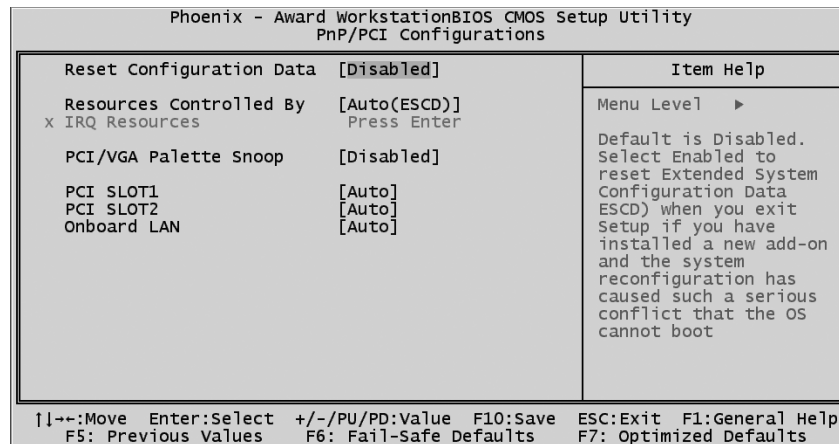 Phoenix - Award WorkstationBIOS CMOS Setup Utility
PnP/PCI Configurations
Reset Configuration Data [Disabled]
Resources Controlled By [Auto(ESCD)]
x IRQ Resources Press Enter
PCI/VGA Palette Snoop [Disabled]
PCI SLOT1 [Auto]
PCI SLOT2 [Auto]
Onboard LAN [Auto]
Item Help
Menu Level ▶
Default is Disabled.
Select Enabled to
reset Extended System
Configuration Data
ESCD) when you exit
Setup if you have
installed a new add-on
and the system
reconfiguration has
caused such a serious
conflict that the OS
cannot boot
↑↓→←:Move Enter:Select +/-/PU/PD:Value F10:Save ESC:Exit F1:General Help
F5: Previous Values F6: Fail-Safe Defaults F7: Optimized Defaults